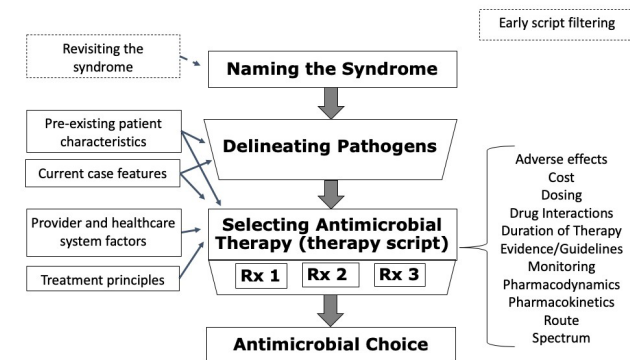 Early script filtering
Revisiting the
syndrome
Naming the Syndrome
Pre-existing patient
characteristics
Delineating Pathogens
Current case features
Provider and healthcare
system factors
Selecting Antimicrobial
Therapy (therapy script)
Treatment principles
Rx 1
Rx 2
Rx 3
Adverse effects
Cost
Dosing
Drug Interactions
Duration of Therapy
Evidence/Guidelines
Monitoring
Pharmacodynamics
Pharmacokinetics
Route
Spectrum
Antimicrobial Choice